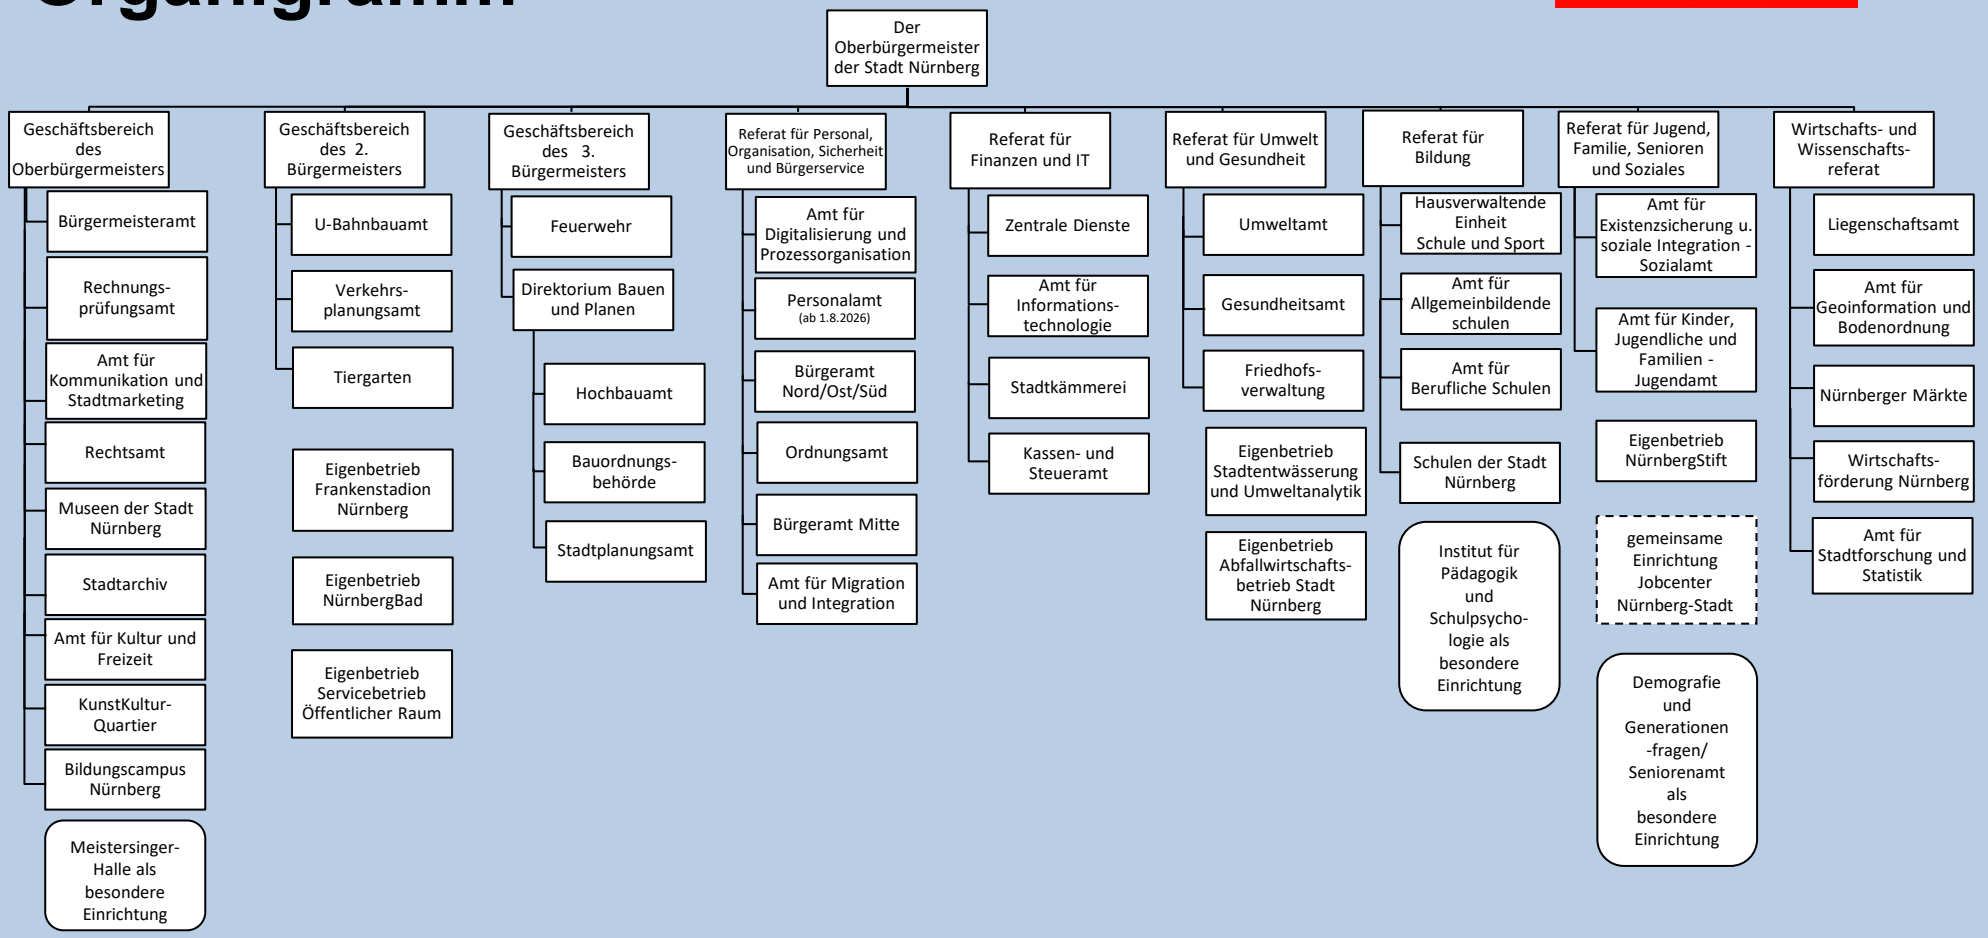 Organigramm
Der
Oberbürgermeister
der Stadt Nürnberg
Geschäftsbereich
des
Oberbürgermeisters
Bürgermeisteramt
Rechnungs-
prüfungsamt
Amt für
Kommunikation und
Stadtmarketing
Rechtsamt
Museen der Stadt
Nürnberg
Stadtarchiv
Amt für Kultur und
Freizeit
KunstKultur-
Quartier
Bildungscampus
Nürnberg
Meistersinger-
Halle als
besondere
Einrichtung
Geschäftsbereich
des 2.
Bürgermeisters
U-Bahnbauamt
Verkehrs-
planungsamt
Tiergarten
Eigenbetrieb
Frankenstadion
Nürnberg
Eigenbetrieb
NürnbergBad
Eigenbetrieb
Servicebetrieb
Öffentlicher Raum
Geschäftsbereich
des 3.
Bürgermeisters
Feuerwehr
Direktorium Bauen
und Planen
Hochbauamt
Bauordnungs-
behörde
Stadtplanungsamt
Referat für Personal,
Organisation, Sicherheit
und Bürgerservice
Amt für
Digitalisierung und
Prozessorganisation
Personalamt
(ab 1.8.2026)
Bürgeramt
Nord/Ost/Süd
Ordnungsamt
Bürgeramt Mitte
Amt für Migration
und Integration
Referat für
Finanzen und IT
Zentrale Dienste
Amt für
Informations-
technologie
Stadtkämmerei
Kassen- und
Steueramt
Referat für Umwelt
und Gesundheit
Umweltamt
Gesundheitsamt
Friedhofs-
verwaltung
Eigenbetrieb
Stadtentwässerung
und Umweltanalytik
Eigenbetrieb
Abfallwirtschafts-
betrieb Stadt
Nürnberg
Referat für
Bildung
Hausverwaltende
Einheit
Schule und Sport
Amt für
Allgemeinbildende
schulen
Amt für
Berufliche Schulen
Schulen der Stadt
Nürnberg
Institut für
Pädagogik
und
Schulpsycho-
logie als
besondere
Einrichtung
Referat für Jugend,
Familie, Senioren
und Soziales
Amt für
Existenzsicherung u.
soziale Integration -
Sozialamt
Amt für Kinder,
Jugendliche und
Familien -
Jugendamt
Eigenbetrieb
NürnbergStift
gemeinsame
Einrichtung
Jobcenter
Nürnberg-Stadt
Demografie
und
Generationen
-fragen/
Seniorenamt
als
besondere
Einrichtung
Wirtschafts- und
Wissenschafts-
referat
Liegenschaftsamt
Amt für
Geoinformation und
Bodenordnung
Nürnberger Märkte
Wirtschafts-
förderung Nürnberg
Amt für
Stadtforschung und
Statistik